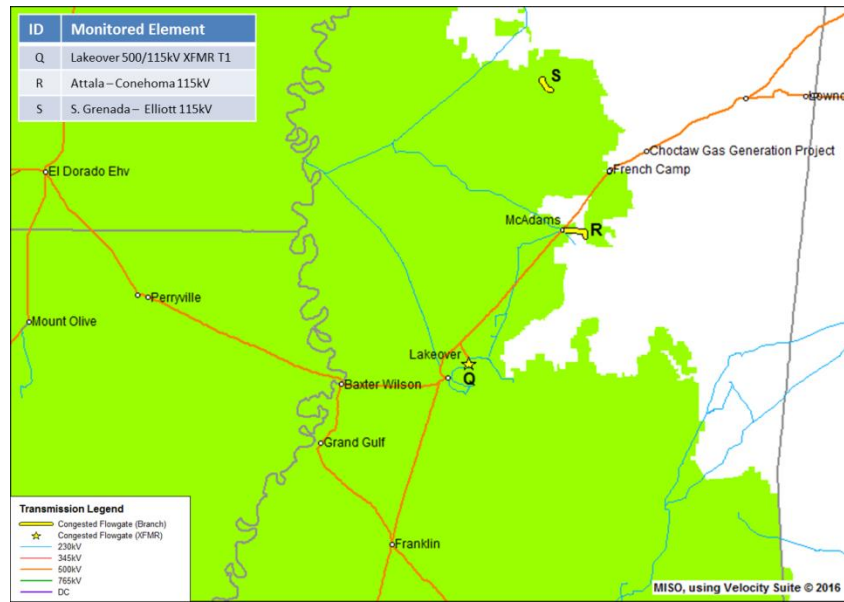 ID Monitored Element
Q Lakeover 500/115kV XFMR T1
R Attala – Conehoma 115kV
S S. Grenada – Elliott 115kV
S
Choctaw Gas Generation Project
El Dorado Ehv
French Camp
McAdams
R
Perryville
Mount Olive
Lakeover
Q
Baxter Wilson
Grand Gulf
Franklin
Transmission Legend
Congested Flowgate (Branch)
Congested Flowgate (XFMR)
230kV
345kV
500kV
765kV
DC
MISO, using Velocity Suite © 2016